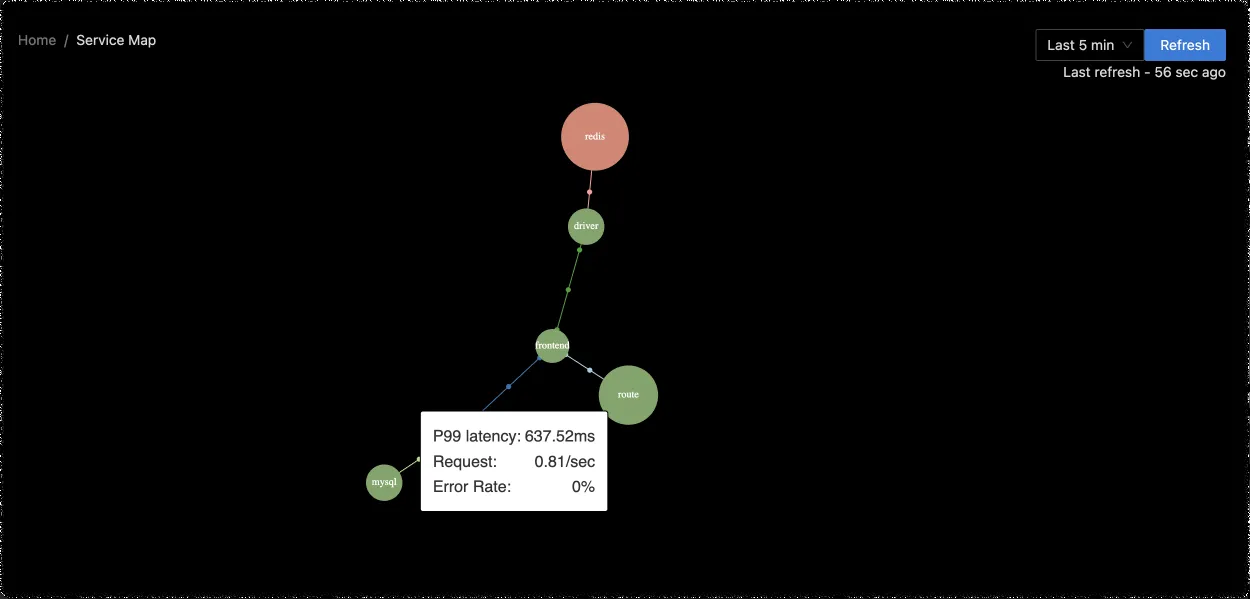 Home / Service Map
Last 5 min
Refresh
Last refresh - 56 sec ago
redis
driver
frontend
route
P99 latency: 637.52ms
Request: 0.81/sec
Error Rate: 0%
mysql